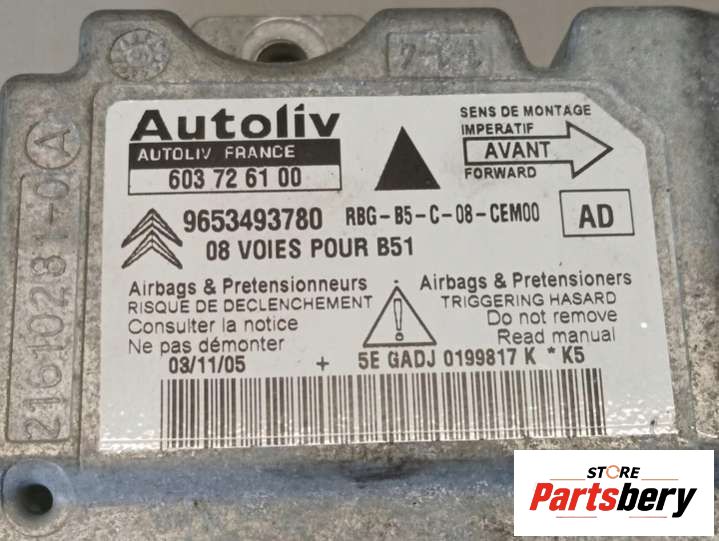 Autoliv
AUTOLIV FRANCE
603 72 61 00
SENS DE MONTAGE
IMPERATIF
AVANT
FORWARD
9653493780 RBG-B5-C-08-CEM00
AD
08 VOIES POUR B51
Airbags & Pretensionneurs
RISQUE DE DECLENCHEMENT
Consulter la notice
Ne pas démonter
Airbags & Pretensioners
TRIGGERING HASARD
Do not remove
Read manual
03/11/05 + 5E GADJ 0199817 K * K5
21610281-0 A
STORE
Partsbery